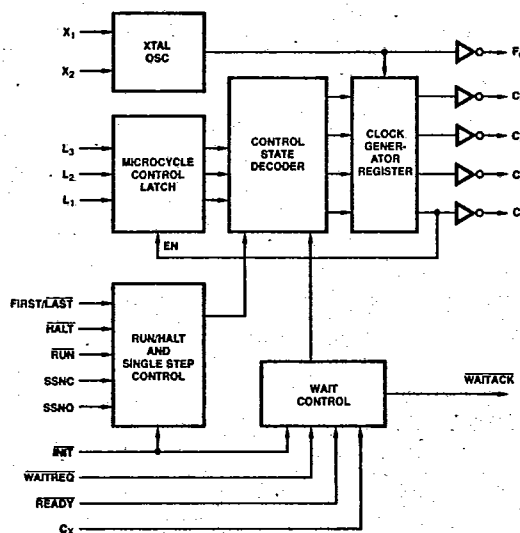 X1
X2
XTAL
OSC
F
C
C
C
C
L3
L2
L1
MICROCYCLE
CONTROL
LATCH
CONTROL
STATE
DECODER
CLOCK
GENER-
ATOR
REGISTER
EN
FIRST/LAST
HALT
RUN
SSNC
SSNO
RUN/HALT
AND
SINGLE STEP
CONTROL
WAIT
CONTROL
WAITACK
INIT
WAITREQ
READY
CX